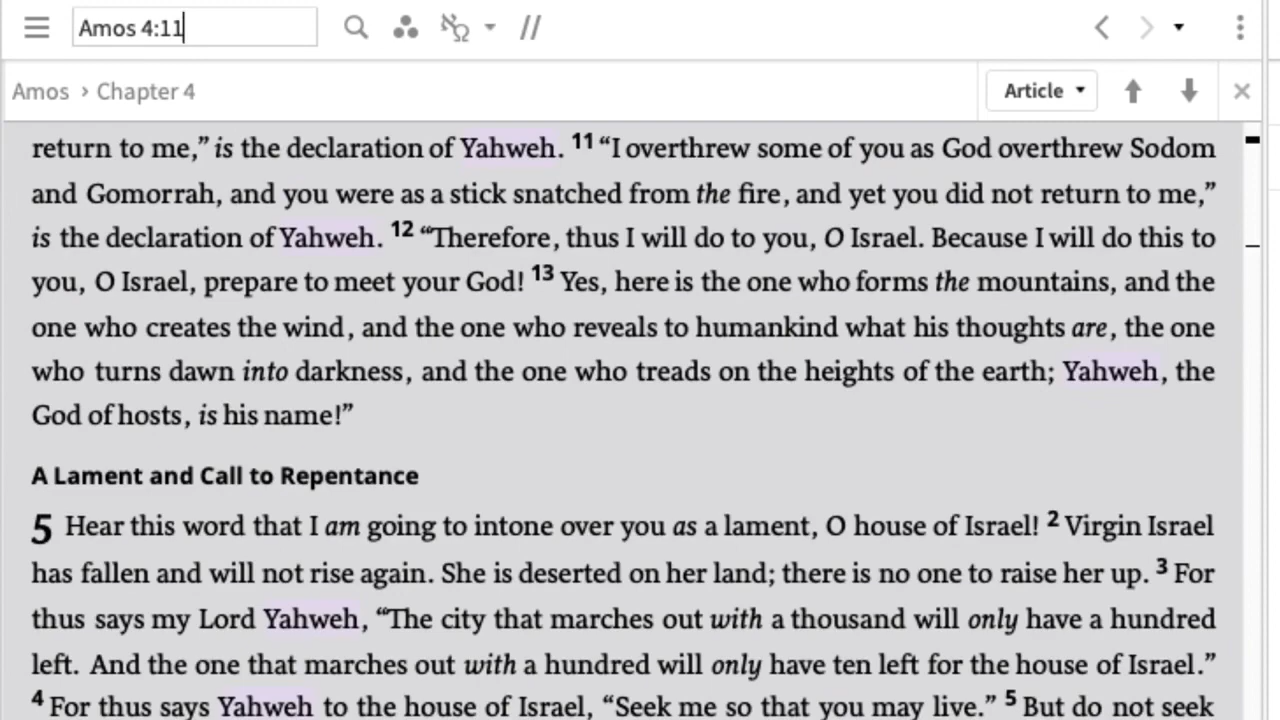 Amos 4:11
//
Amos › Chapter 4
Article
return to me,” is the declaration of Yahweh. 11 “I overthrew some of you as God overthrew Sodom
and Gomorrah, and you were as a stick snatched from the fire, and yet you did not return to me,”
is the declaration of Yahweh. 12 “Therefore, thus I will do to you, O Israel. Because I will do this to
you, O Israel, prepare to meet your God! 13 Yes, here is the one who forms the mountains, and the
one who creates the wind, and the one who reveals to humankind what his thoughts are, the one
who turns dawn into darkness, and the one who treads on the heights of the earth; Yahweh, the
God of hosts, is his name!”
A Lament and Call to Repentance
5 Hear this word that I am going to intone over you as a lament, O house of Israel! 2 Virgin Israel
has fallen and will not rise again. She is deserted on her land; there is no one to raise her up. 3 For
thus says my Lord Yahweh, “The city that marches out with a thousand will only have a hundred
left. And the one that marches out with a hundred will only have ten left for the house of Israel.”
4 For thus says Yahweh to the house of Israel, “Seek me so that you may live.” 5 But do not seek